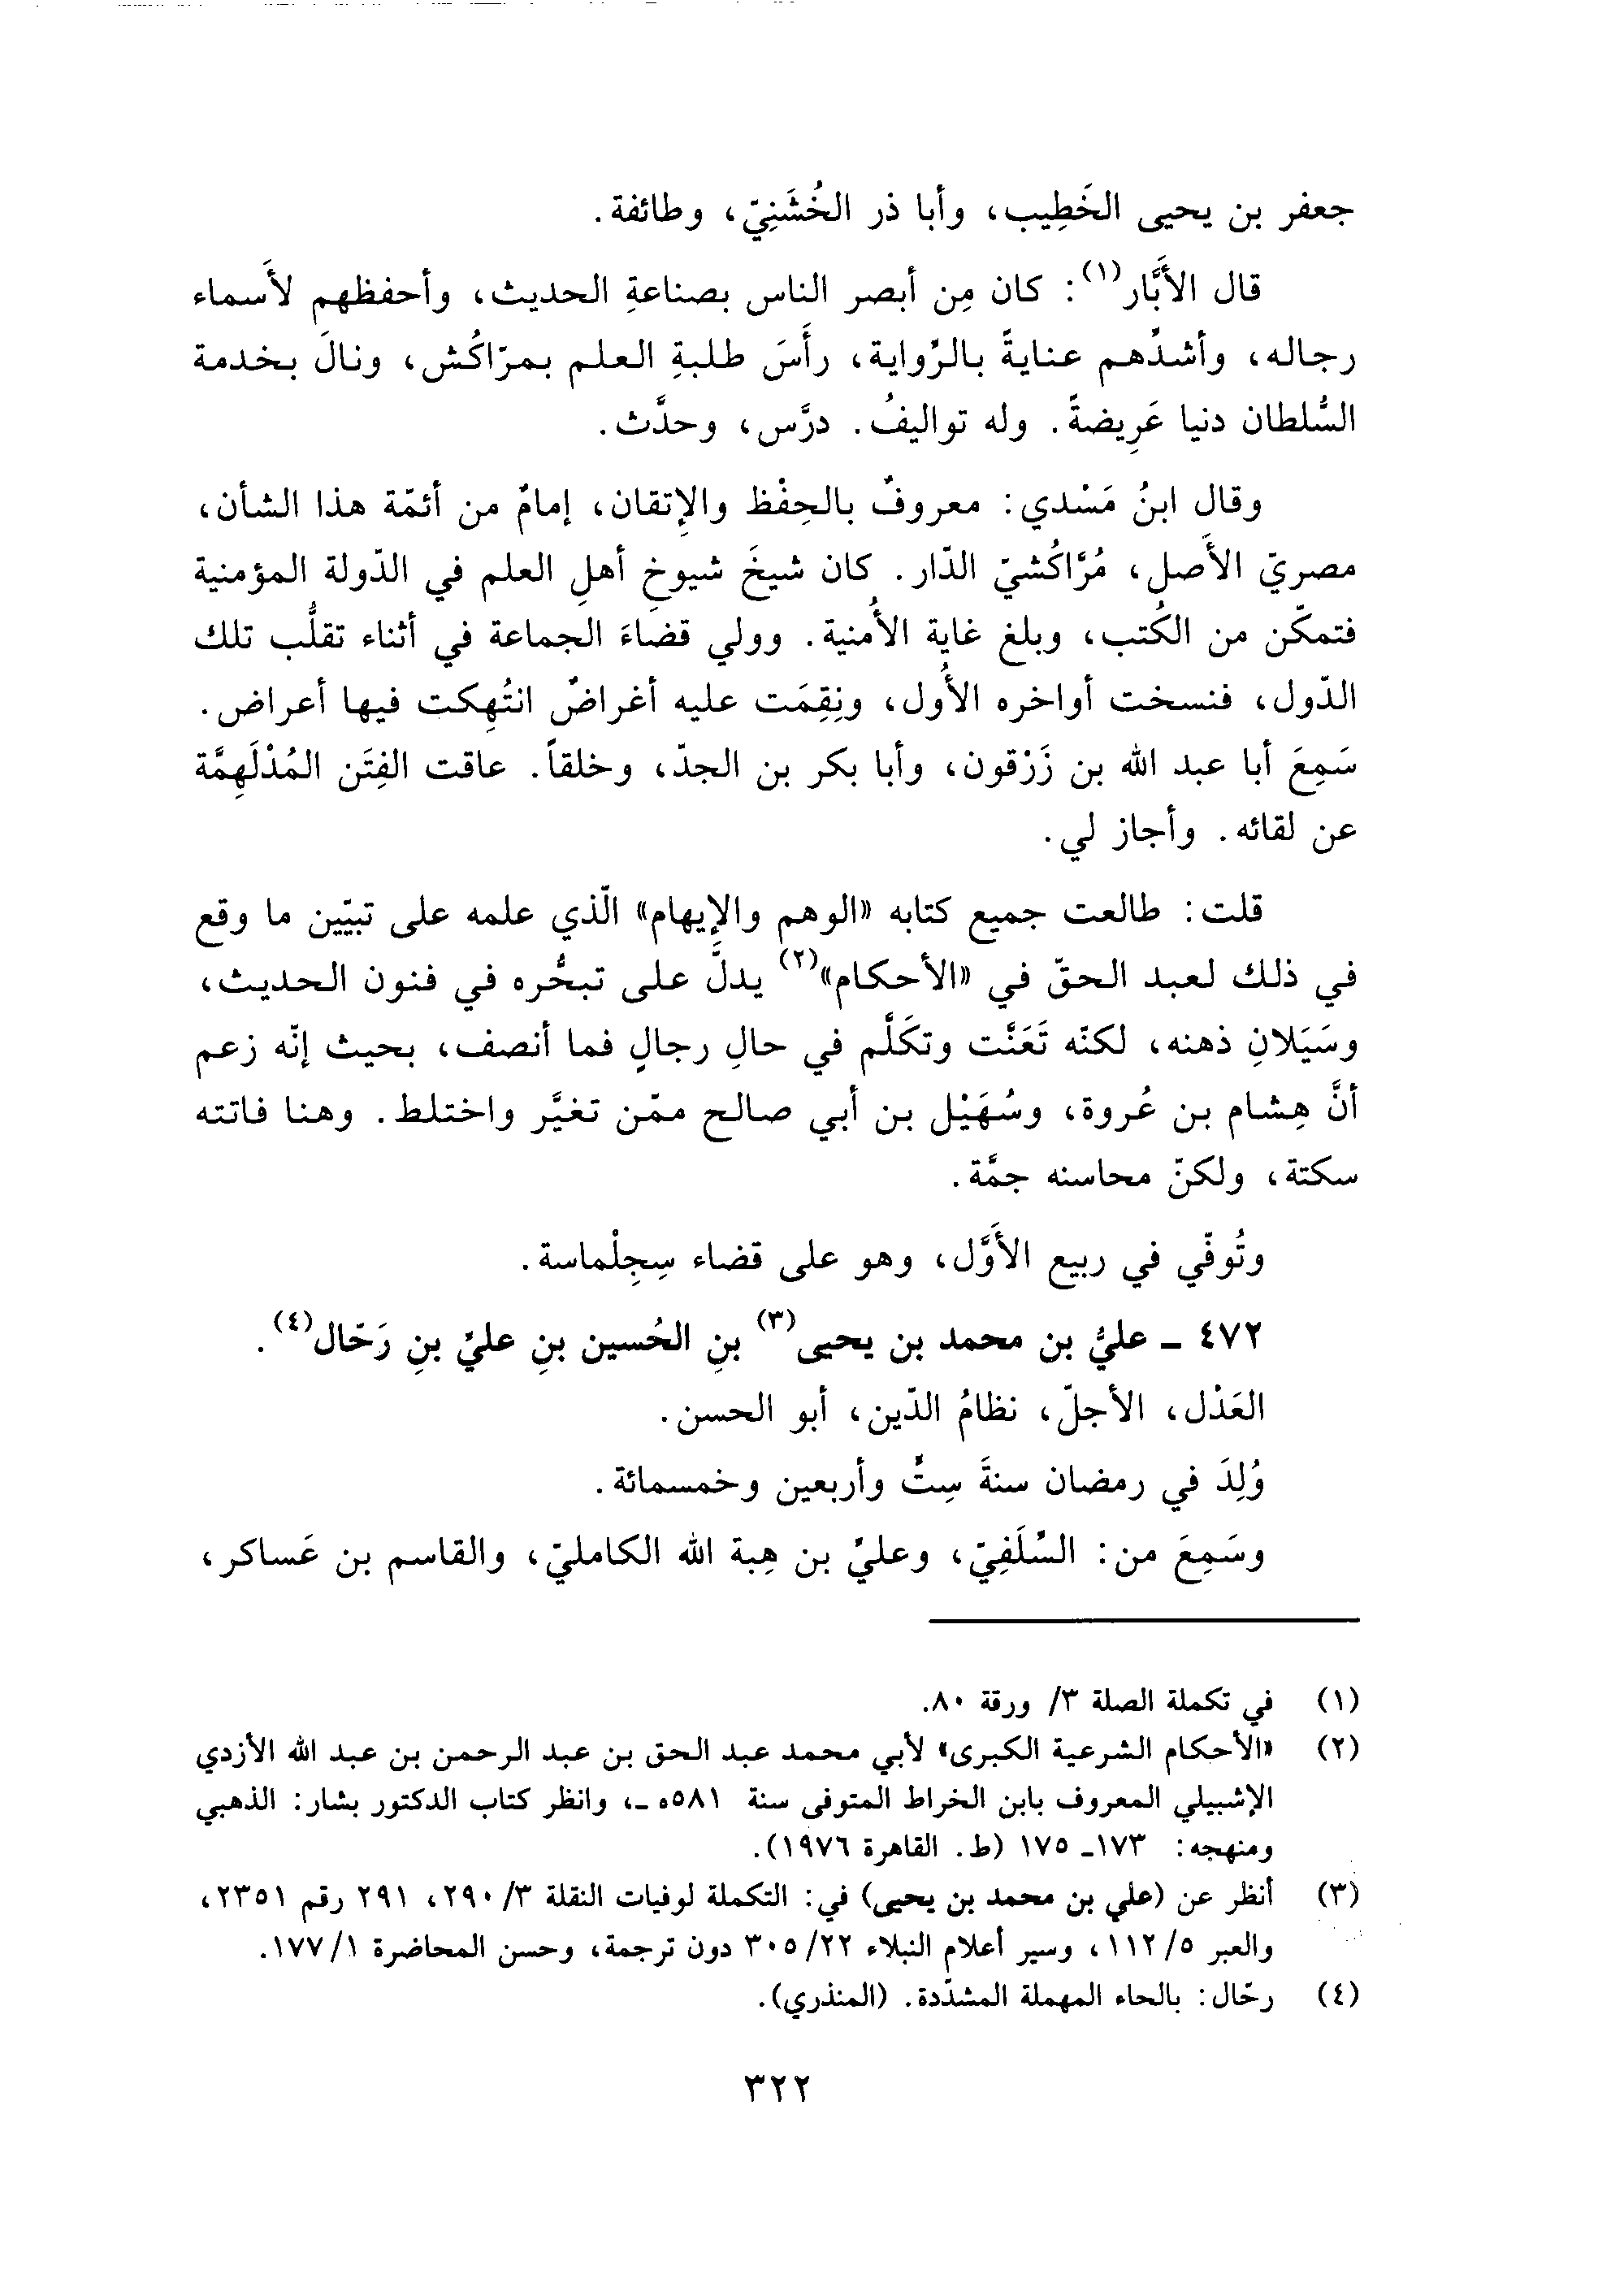 جعفر بن يحيى الخَطِيب، وأبا ذر الخُشَنِيّ، وطائفة.
قال الأَبَّار(١): كان مِن أبصر الناس بصناعةِ الحديث، وأحفظهم لأَسماء
رجاله، وأشدِّهم عنايةً بالرِّواية، رأَسَ طلبةِ العلم بمرّاكُش، ونالَ بخدمة
السُّلطان دنيا عَرِيضةً. وله تواليفُ. درَّس، وحدَّث.
وقال ابنُ مَسْدي: معروفٌ بالحِفْظ والإتقان، إمامٌ من أئمّة هذا الشأن،
مصريّ الأَصل، مُرَّاكُشيّ الدّار. كان شيخَ شيوخِ أهلِ العلم في الدّولة المؤمنية
فتمكّن من الكُتب، وبلغ غاية الأُمنية. وولي قضاءَ الجماعة في أثناء تقلُّب تلك
الدّول، فنسخت أواخره الأُول، ونِقِمَت عليه أغراضٌ انتُهِكت فيها أعراض.
سَمِعَ أبا عبد الله بن زَرْقون، وأبا بكر بن الجدّ، وخلقاً. عاقت الفِتَن المُدْلَهِمَّة
عن لقائه. وأجاز لي.
قلت: طالعت جميع كتابه «الوهم والإيهام» الّذي علمه على تبيّين ما وقع
في ذلك لعبد الحقّ في «الأحكام»(٢) يدلَّ على تبحُّره في فنون الحديث،
وسَيَلانِ ذهنه، لكنّه تَعَنَّت وتكَلَّم في حالِ رجالٍ فما أنصف، بحيث إنّه زعم
أنَّ هِشام بن عُروة، وسُهَيْل بن أبي صالح ممّن تغيَّر واختلط. وهنا فاتته
سكتة، ولكنّ محاسنه جمَّة.
وتُوفّي في ربيع الأَوَّل، وهو على قضاء سِجِلْماسة.
٤٧٢ ـ عليُّ بن محمد بن يحيى(٣) بنِ الحُسين بنِ عليِّ بنِ رَحّال(٤).
العَدْل، الأجلّ، نظامُ الدّين، أبو الحسن.
وُلِدَ في رمضان سنةَ سِتٍّ وأربعين وخمسمائة.
وسَمِعَ من: السِّلَفِيّ، وعليِّ بن هِبة الله الكامليّ، والقاسم بن عَساكر،
(١) في تكملة الصلة ٣/ ورقة ٨٠.
(٢) «الأحكام الشرعية الكبرى» لأبي محمد عبد الحق بن عبد الرحمن بن عبد الله الأزدي
الإشبيلي المعروف بابن الخراط المتوفى سنة ٥٨١ه ـ، وانظر كتاب الدكتور بشار: الذهبي
ومنهجه: ١٧٣ـ ١٧٥ (ط. القاهرة ١٩٧٦).
(٣) أنظر عن (علي بن محمد بن يحيى) في: التكملة لوفيات النقلة ٢٩٠/٣، ٢٩١ رقم ٢٣٥١،
والعبر ١١٢/٥، وسير أعلام النبلاء ٣٠٥/٢٢ دون ترجمة، وحسن المحاضرة ١٧٧/١.
(٤) رحّال: بالحاء المهملة المشدّدة. (المنذري).
٣٢٢